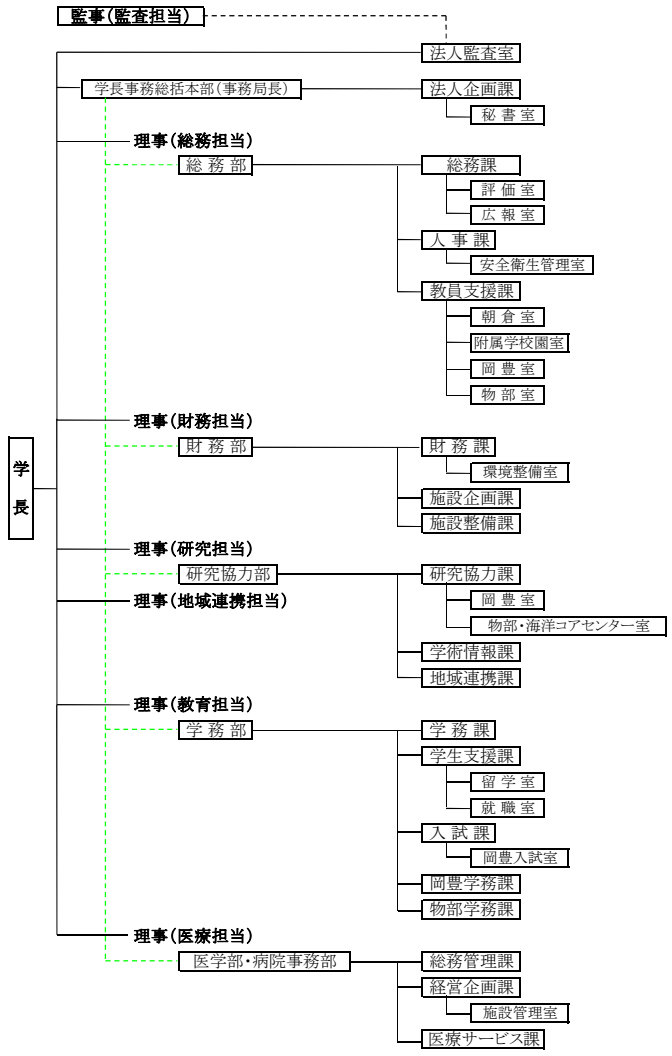 監事(監査担当)
法人監査室
学長事務総括本部(事務局長)
法人企画課
秘書室
理事(総務担当)
総務部
総務課
評価室
広報室
人事課
安全衛生管理室
教員支援課
朝倉室
附属学校園室
岡豊室
物部室
理事(財務担当)
財務部
財務課
環境整備室
学長
施設企画課
施設整備課
理事(研究担当)
研究協力部
研究協力課
岡豊室
理事(地域連携担当)
物部・海洋コアセンター室
学術情報課
地域連携課
理事(教育担当)
学務部
学務課
学生支援課
留学室
就職室
入試課
岡豊入試室
岡豊学務課
物部学務課
理事(医療担当)
医学部・病院事務部
総務管理課
経営企画課
施設管理室
医療サービス課